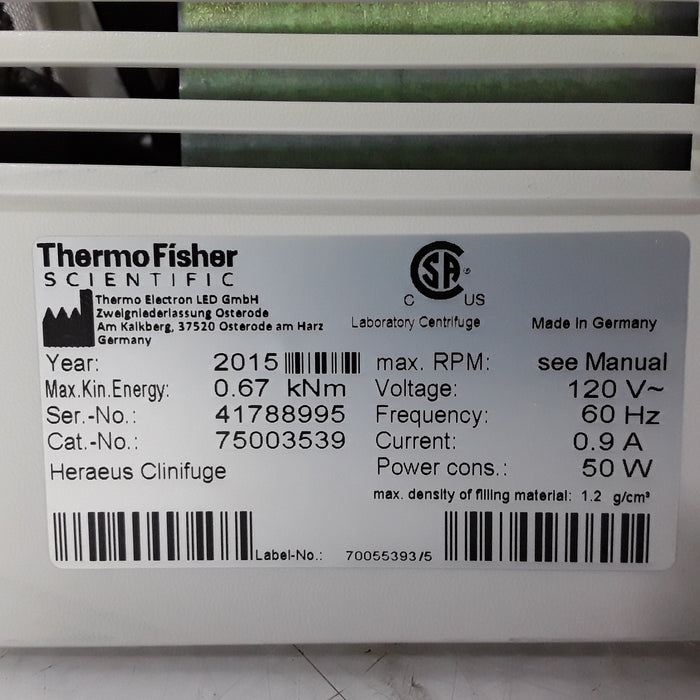 ThermoFisher
SCIENTIFIC
Thermo Electron LED GmbH
Zweigniederlassung Osterode
Am Kalkberg, 37520 Osterode am Harz
Germany
CSA®
C US
Laboratory Centrifuge
Made in Germany
Year: 2015
Max.Kin.Energy: 0.67 kNm
Ser.-No.: 41788995
Cat.-No.: 75003539
Heraeus Clinifuge
max. RPM: see Manual
Voltage: 120 V~
Frequency: 60 Hz
Current: 0.9 A
Power cons.: 50 W
max. density of filling material: 1.2 g/cm³
Label-No.: 70055393/5